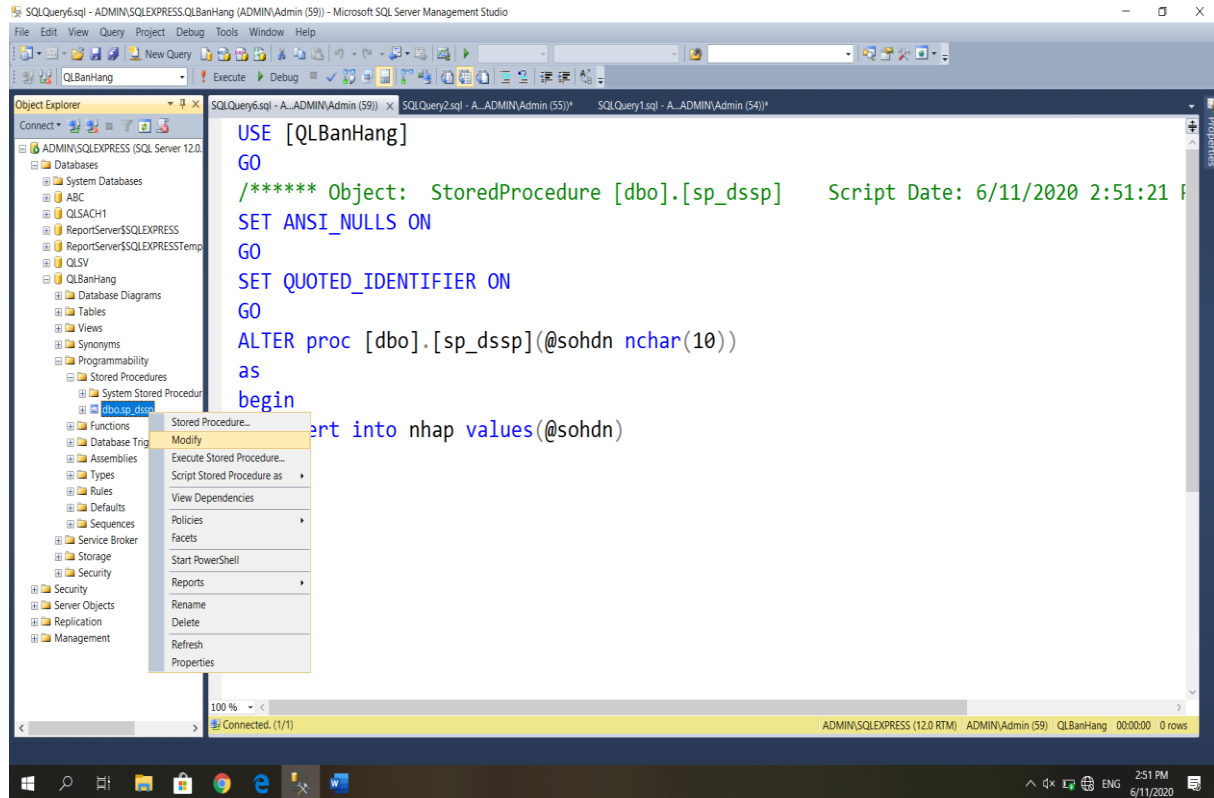 SQLQuery6.sql - ADMIN\SQLEXPRESS.QLBanHang (ADMIN\Admin (59)) - Microsoft SQL Server Management Studio
File Edit View Query Project Debug Tools Window Help
New Query
QLBanHang Execute Debug
Object Explorer
Connect
ADMIN\SQLEXPRESS (SQL Server 12.0.
Databases
System Databases
ABC
QLSACH1
ReportServer$SQLEXPRESS
ReportServer$SQLEXPRESSTemp
QLSV
QLBanHang
Database Diagrams
Tables
Views
Synonyms
Programmability
Stored Procedures
System Stored Procedur
dbo.sp_dssp
Functions
Database Trig
Assemblies
Types
Rules
Defaults
Sequences
Service Broker
Storage
Security
Security
Server Objects
Replication
Management
Stored Procedure...
Modify
Execute Stored Procedure...
Script Stored Procedure as
View Dependencies
Policies
Facets
Start PowerShell
Reports
Rename
Delete
Refresh
Properties
SQLQuery6.sql - A...ADMIN\Admin (59)) SQLQuery2.sql - A...ADMIN\Admin (55))* SQLQuery1.sql - A...ADMIN\Admin (54))*
USE [QLBanHang]
GO
/****** Object: StoredProcedure [dbo].[sp_dssp] Script Date: 6/11/2020 2:51:21 P
SET ANSI_NULLS ON
GO
SET QUOTED_IDENTIFIER ON
GO
ALTER proc [dbo].[sp_dssp](@sohdn nchar(10))
as
begin
ert into nhap values(@sohdn)
100 %
Connected. (1/1) ADMIN\SQLEXPRESS (12.0 RTM) ADMIN\Admin (59) QLBanHang 00:00:00 0 rows
Properties
ENG 2:51 PM
6/11/2020